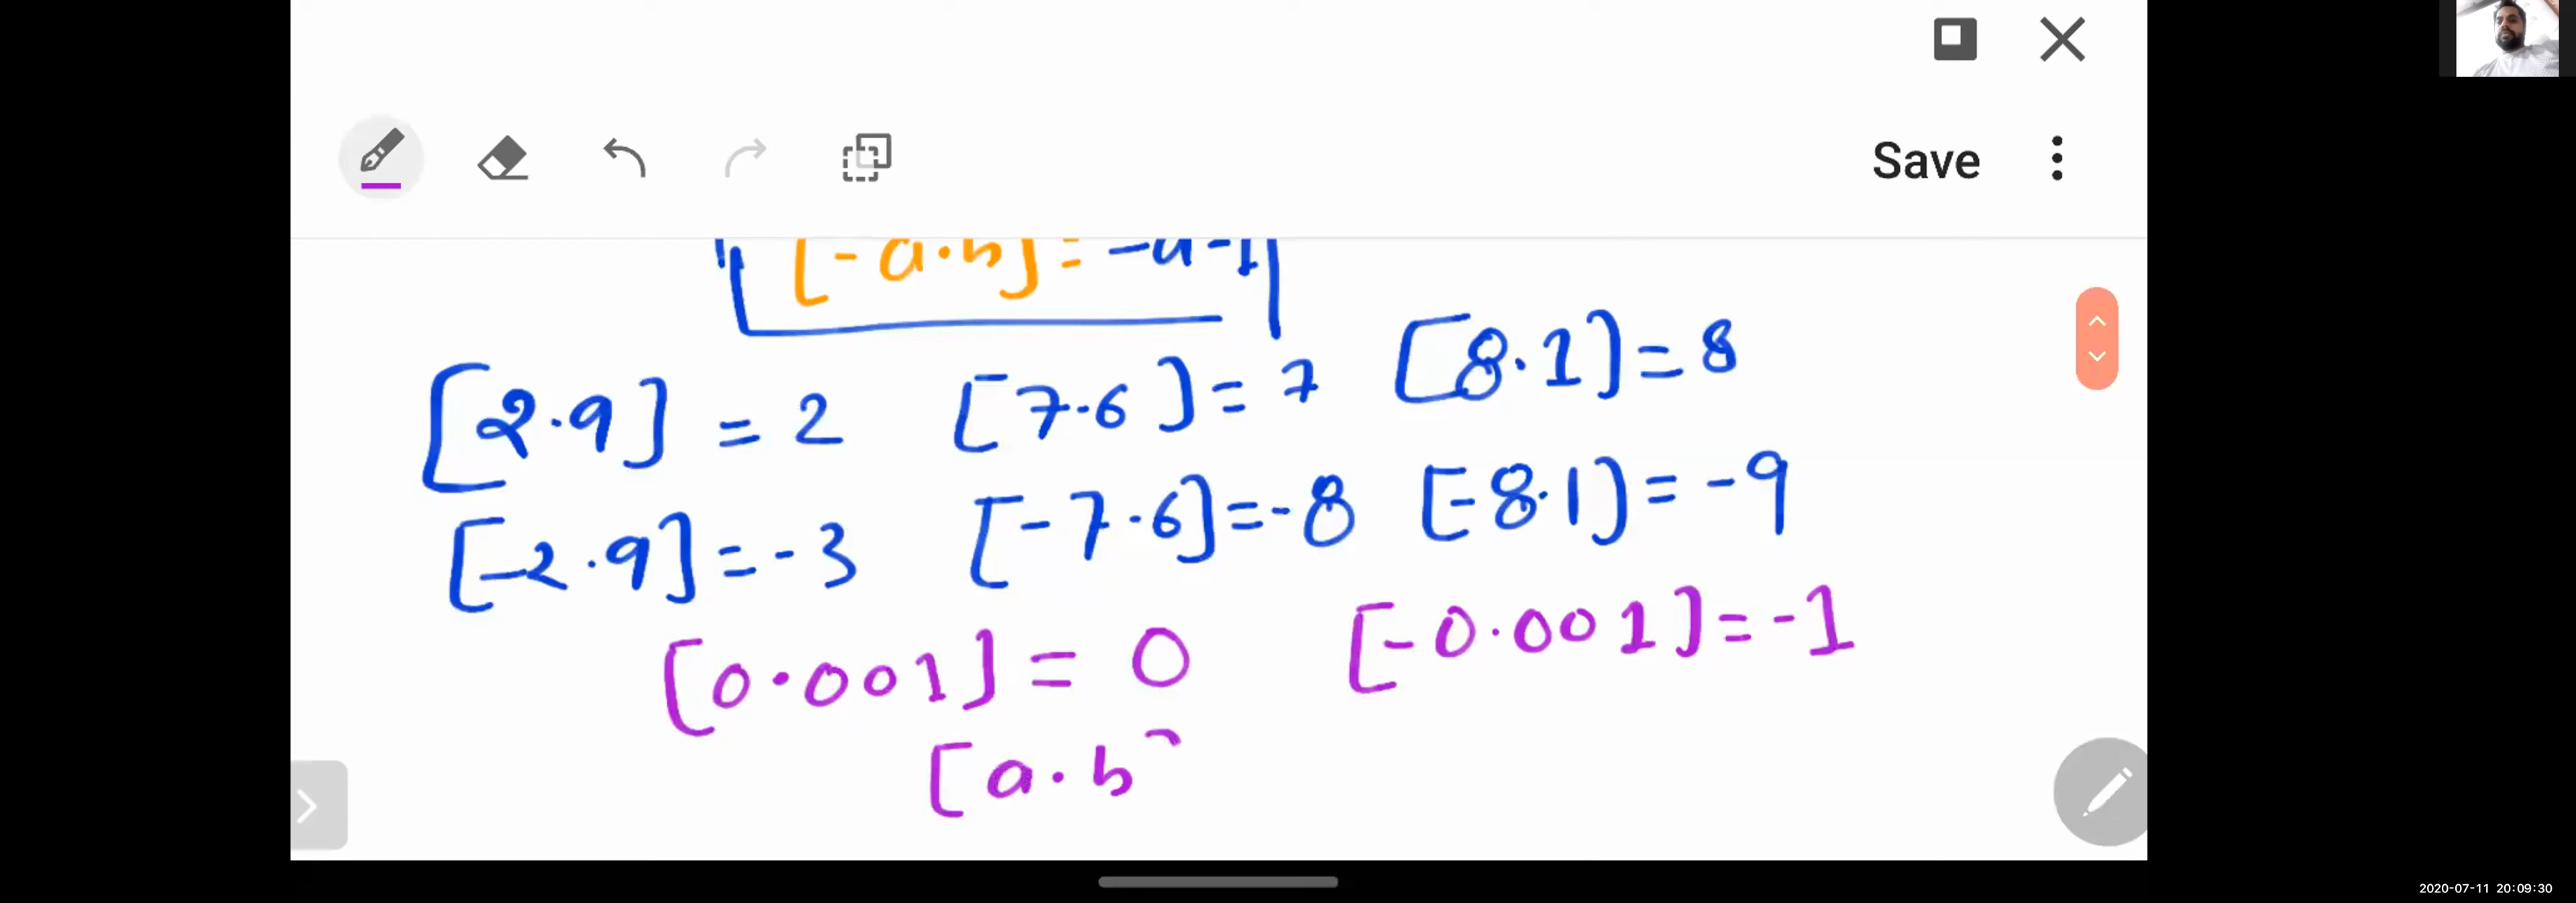 Save
[-a·b] = -a-1
[2·9] = 2 [7·6] = 7 [8·1] = 8
[-2·9] = -3 [-7·6] = -8 [-8·1] = -9
[0·001] = 0 [-0·001] = -1
[a·b
2020-07-11 20:09:30